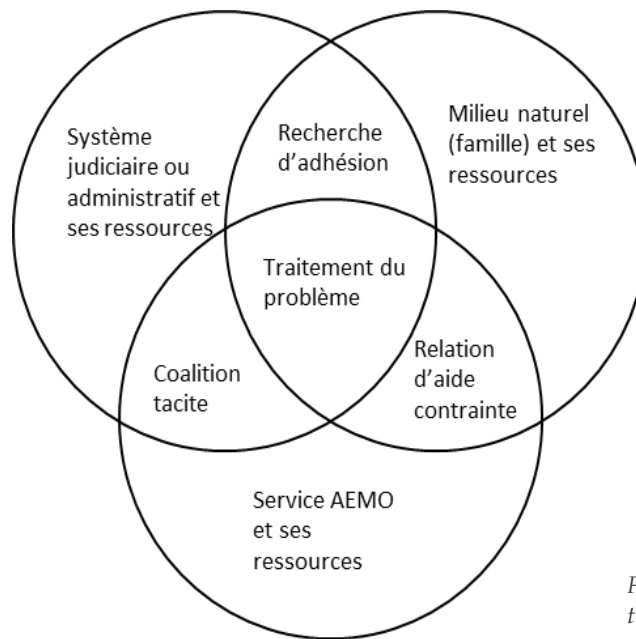 Système
judiciaire ou
administratif et
ses ressources
Recherche
d’adhésion
Milieu naturel
(famille) et ses
ressources
Traitement du
problème
Coalition
tacite
Relation
d’aide
contrainte
Service AEMO
et ses
ressources